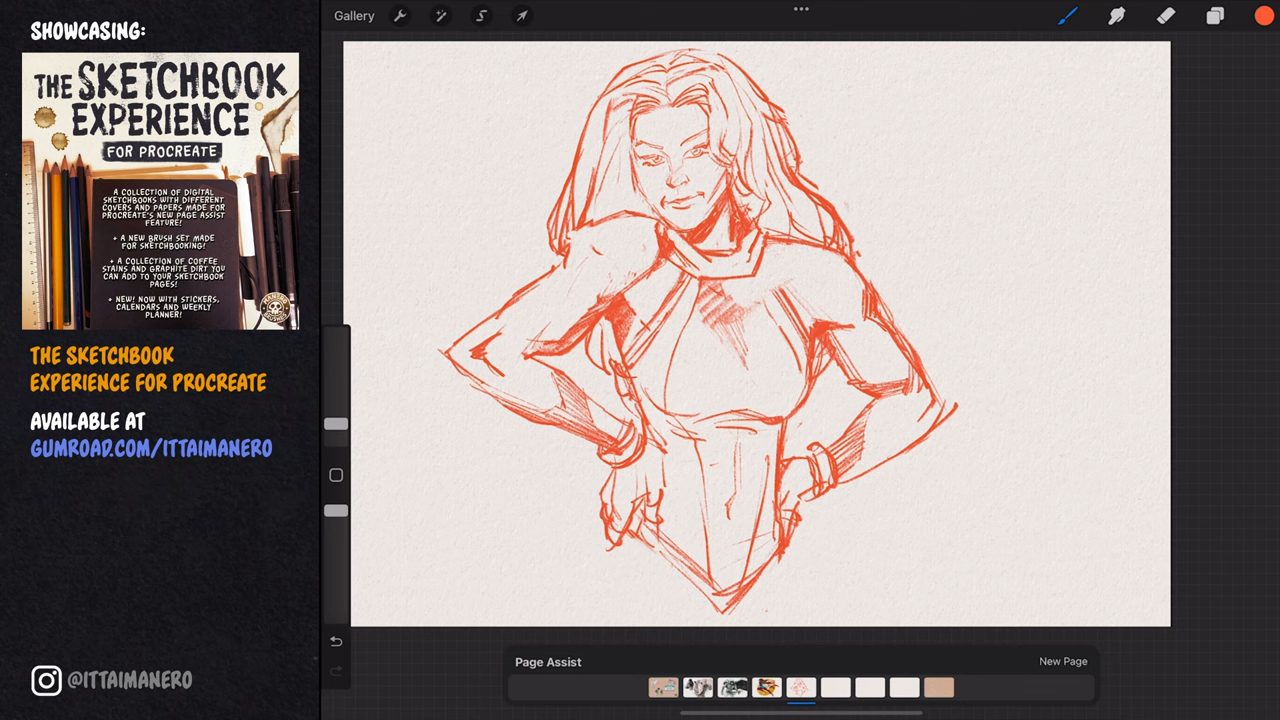 SHOWCASING:
THE SKETCHBOOK
EXPERIENCE
FOR PROCREATE
A COLLECTION OF DIGITAL
SKETCHBOOKS WITH DIFFERENT
COVERS AND PAPERS MADE FOR
PROCREATE'S NEW PAGE ASSIST
FEATURE!
+ A NEW BRUSH SET MADE
FOR SKETCHBOOKING!
+ A COLLECTION OF COFFEE
STAINS AND GRAPHITE DIRT YOU
CAN ADD TO YOUR SKETCHBOOK
PAGES!
+ NEW! NOW WITH STICKERS,
CALENDARS AND WEEKLY
PLANNER!
THE SKETCHBOOK
EXPERIENCE FOR PROCREATE
AVAILABLE AT
GUMROAD.COM/ITTAIMANERO
@ITTAIMANERO
Gallery
Page Assist
New Page